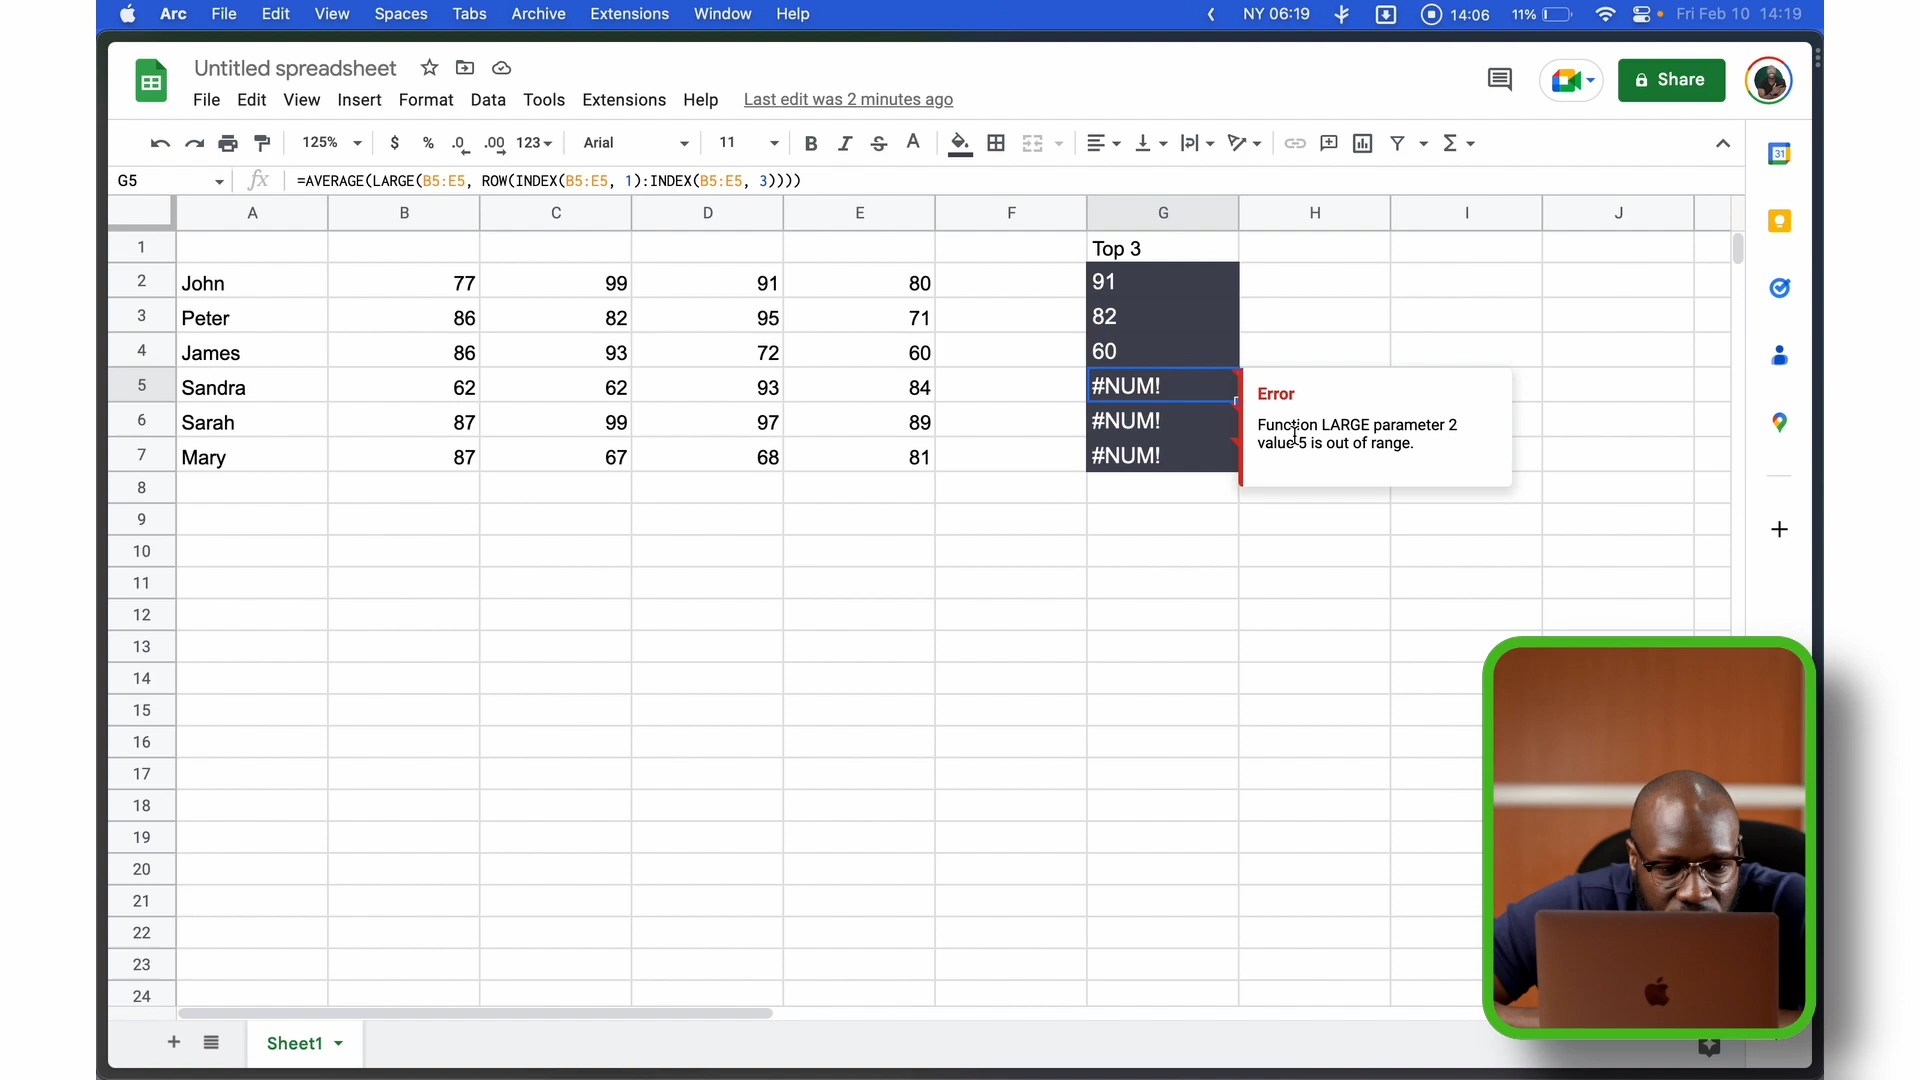 Arc File Edit View Spaces Tabs Archive Extensions Window Help NY 06:19 14:06 11% Fri Feb 10 14:19
Untitled spreadsheet
File Edit View Insert Format Data Tools Extensions Help Last edit was 2 minutes ago
Share
125% $ % .0 .00 123 Arial 11 B I S A Σ
31
G5 fx =AVERAGE(LARGE(B5:E5, ROW(INDEX(B5:E5, 1):INDEX(B5:E5, 3))))
A B C D E F G H I J
1 Top 3
2 John 77 99 91 80 91
3 Peter 86 82 95 71 82
4 James 86 93 72 60 60
5 Sandra 62 62 93 84 #NUM!
6 Sarah 87 99 97 89 #NUM!
7 Mary 87 67 68 81 #NUM!
Error
Function LARGE parameter 2
value 5 is out of range.
8
9
10
11
12
13
14
15
16
17
18
19
20
21
22
23
24
Sheet1